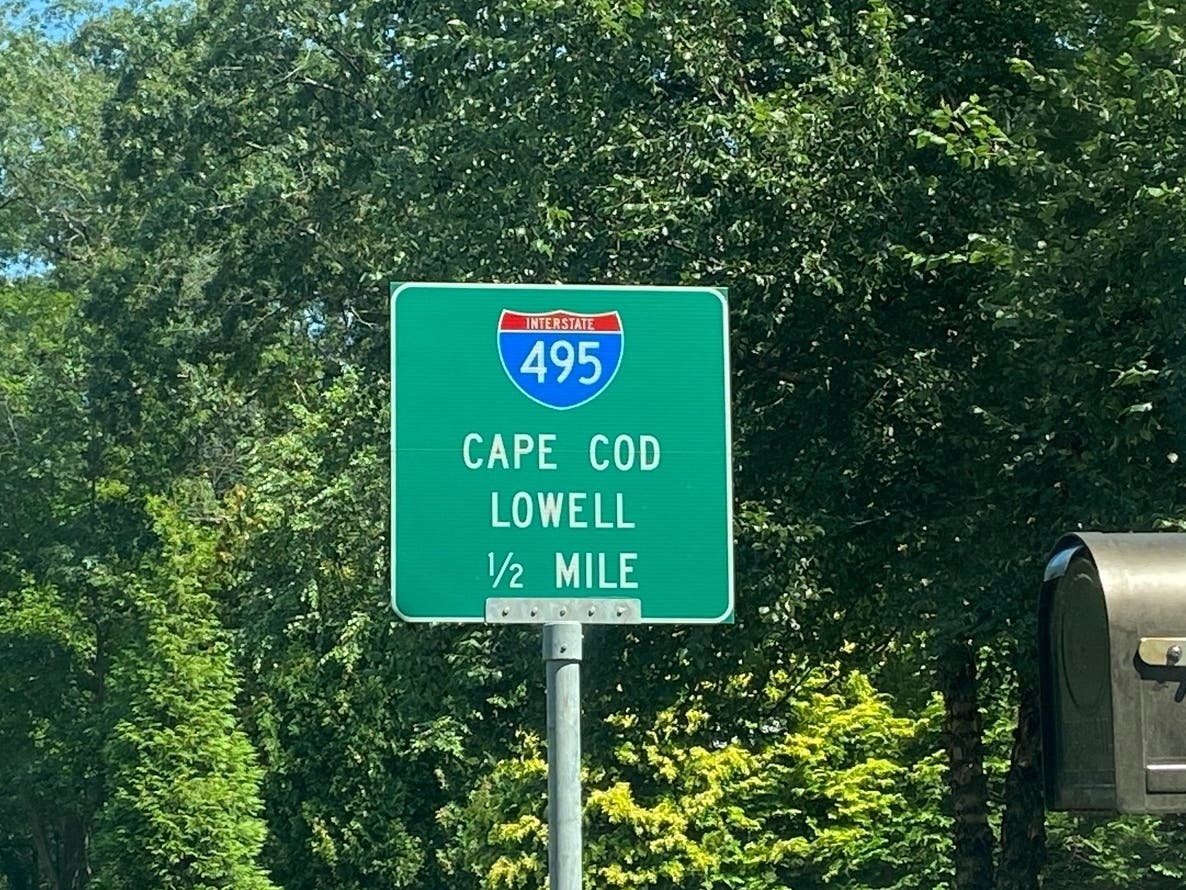 INTERSTATE
495
CAPE COD
LOWELL
½ MILE